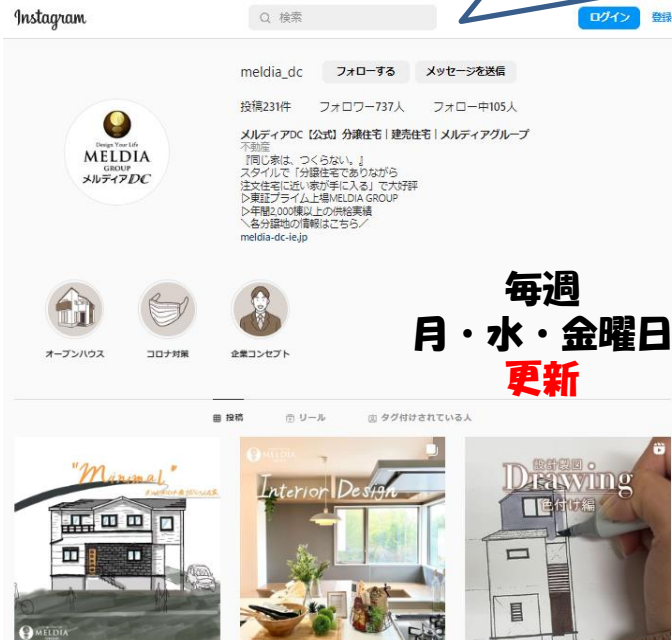 Instagram
検索
ログイン
登録
meldia_dc
フォローする
メッセージを送信
投稿231件 フォロワー737人 フォロー中105人
メルディアDC【公式】分譲住宅｜建売住宅｜メルディアグループ
不動産
『同じ家は、つくらない。』
スタイルで「分譲住宅でありながら
注文住宅に近い家が手に入る」で大好評
▷東証プライム上場MELDIA GROUP
▷年間2,000棟以上の供給実績
＼各分譲地の情報はこちら／
meldia-dc-ie.jp
Design Your Life
MELDIA
GROUP
メルディアDC
オープンハウス
コロナ対策
企業コンセプト
毎週
月・水・金曜日
更新
投稿
リール
タグ付けされている人
"Minimal"
MELDIA
MELDIA
Interior Design
設計製図
Drawing
色付け編